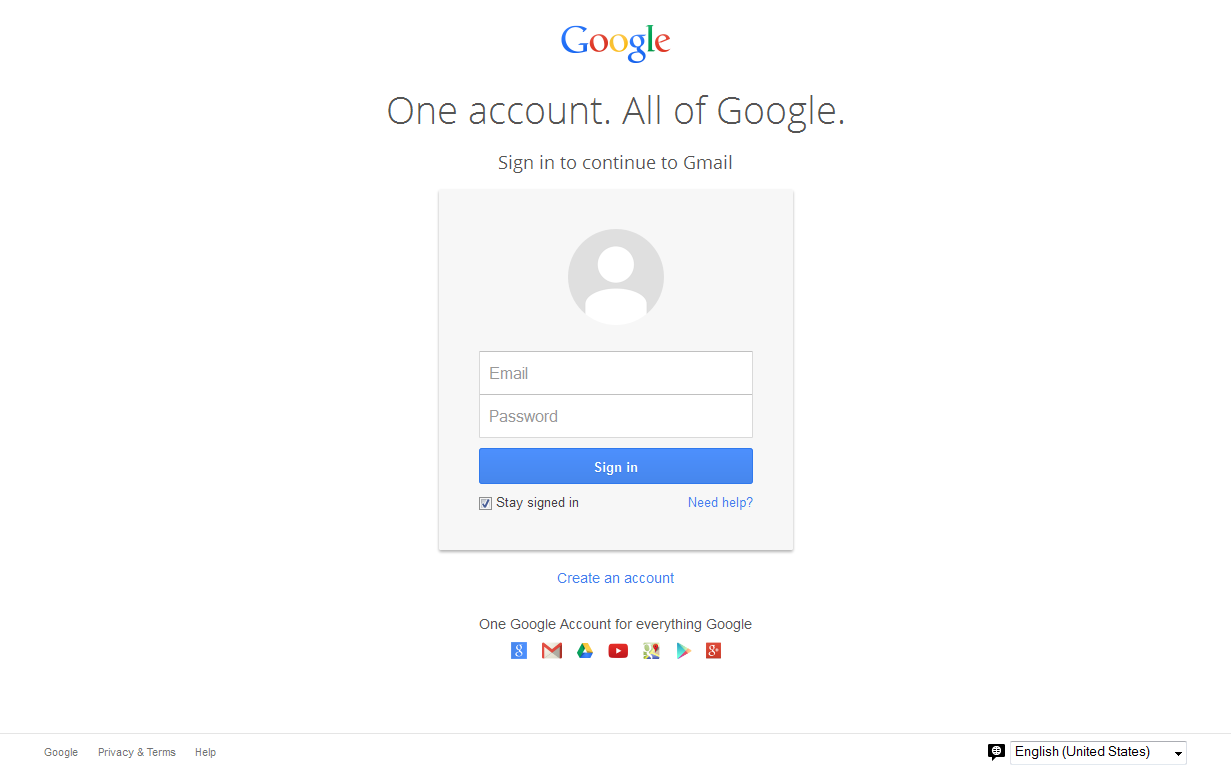 Google
One account. All of Google.
Sign in to continue to Gmail
Email
Password
Sign in
Stay signed in Need help?
Create an account
One Google Account for everything Google
Google Privacy & Terms Help English (United States)